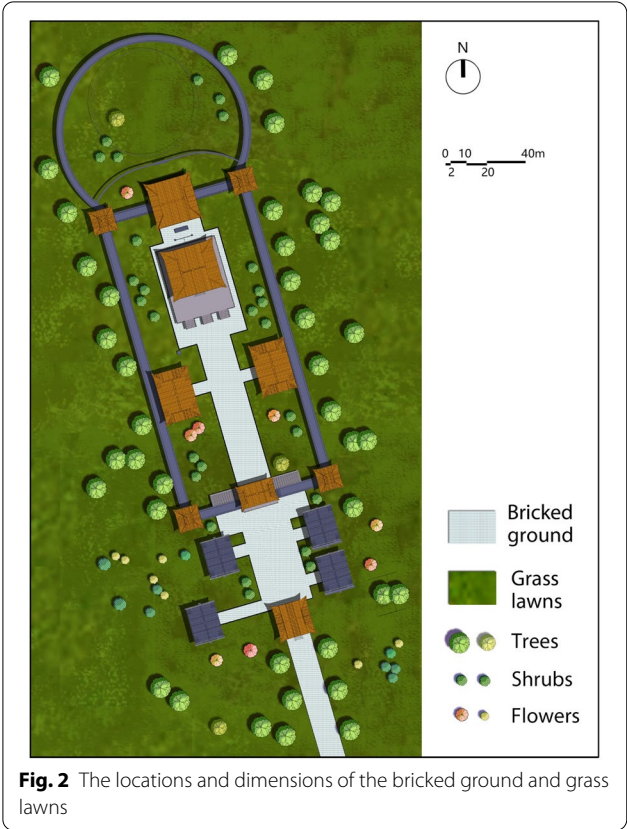 N
0 10 40m
2 20
Bricked
ground
Grass
lawns
Trees
Shrubs
Flowers
Fig. 2 The locations and dimensions of the bricked ground and grass
lawns